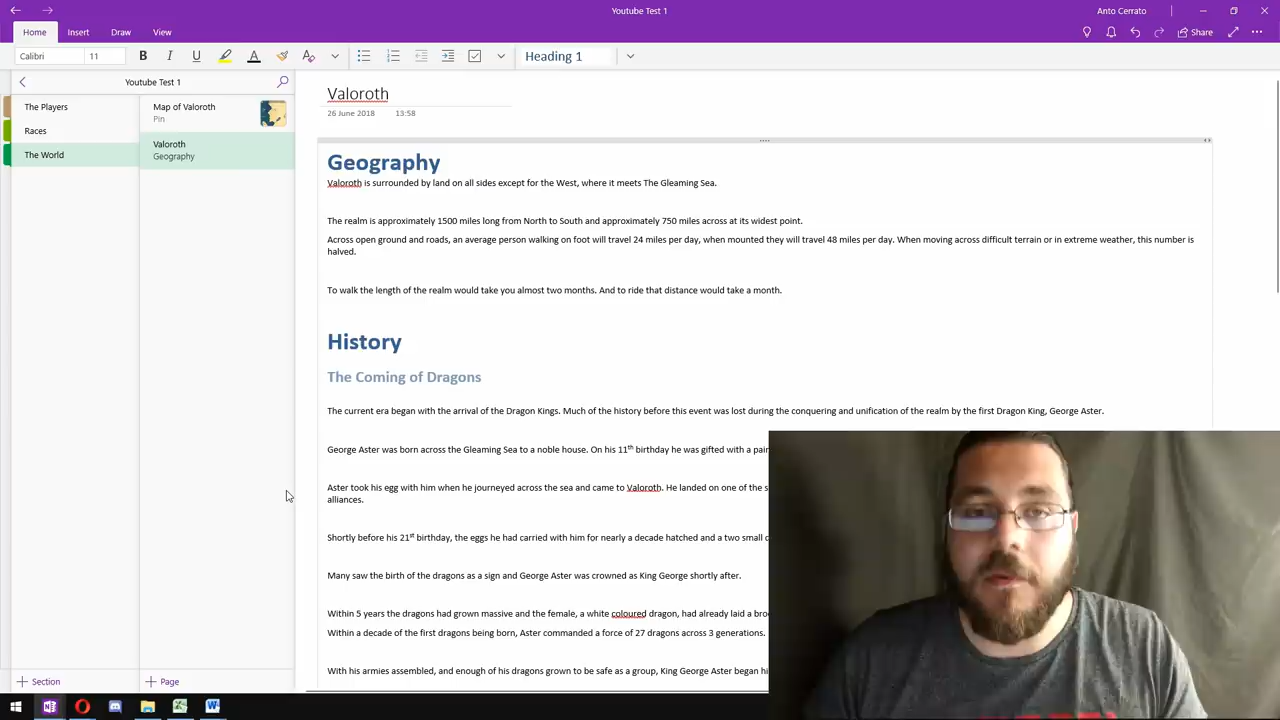 Youtube Test 1
Anto Cerrato
Home Insert Draw View
Share
Calibri 11 B I U A Heading 1
Youtube Test 1
The Players
Races
The World
Map of Valoroth
Pin
Valoroth
Geography
Valoroth
26 June 2018 13:58
Geography
Valoroth is surrounded by land on all sides except for the West, where it meets The Gleaming Sea.
The realm is approximately 1500 miles long from North to South and approximately 750 miles across at its widest point.
Across open ground and roads, an average person walking on foot will travel 24 miles per day, when mounted they will travel 48 miles per day. When moving across difficult terrain or in extreme weather, this number is
halved.
To walk the length of the realm would take you almost two months. And to ride that distance would take a month.
History
The Coming of Dragons
The current era began with the arrival of the Dragon Kings. Much of the history before this event was lost during the conquering and unification of the realm by the first Dragon King, George Aster.
George Aster was born across the Gleaming Sea to a noble house. On his 11th birthday he was gifted with a pair
Aster took his egg with him when he journeyed across the sea and came to Valoroth. He landed on one of the s
alliances.
Shortly before his 21st birthday, the eggs he had carried with him for nearly a decade hatched and a two small d
Many saw the birth of the dragons as a sign and George Aster was crowned as King George shortly after.
Within 5 years the dragons had grown massive and the female, a white coloured dragon, had already laid a broo
Within a decade of the first dragons being born, Aster commanded a force of 27 dragons across 3 generations.
With his armies assembled, and enough of his dragons grown to be safe as a group, King George Aster began hi
Section
Page